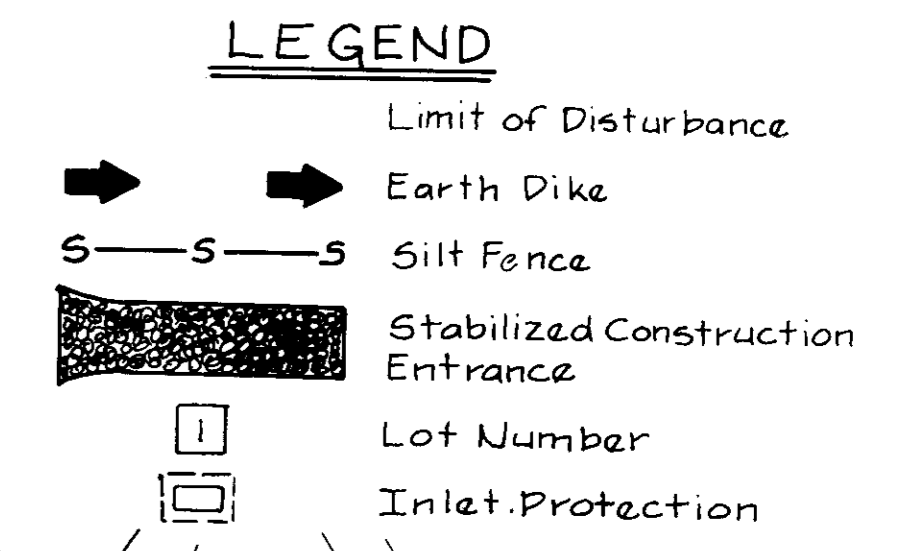 LEGEND
Limit of Disturbance
Earth Dike
S S S Silt Fence
Stabilized Construction
Entrance
1 Lot Number
Inlet.Protection